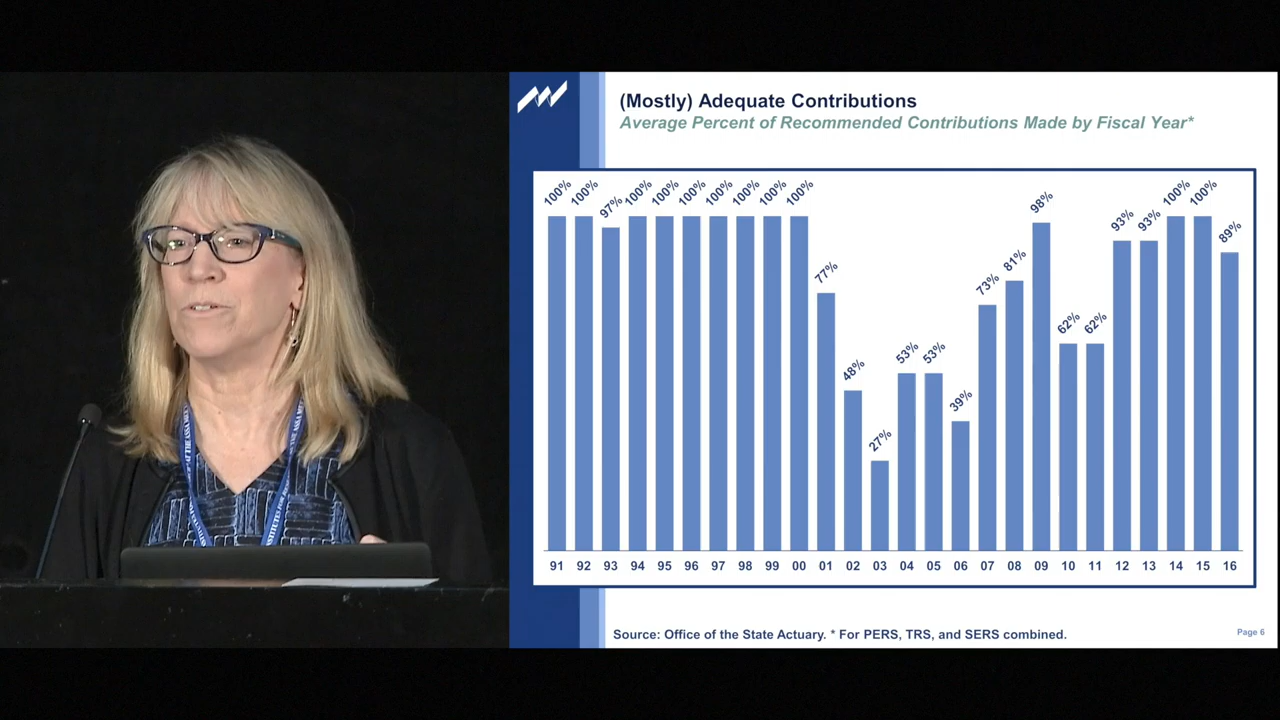 (Mostly) Adequate Contributions
Average Percent of Recommended Contributions Made by Fiscal Year*
100% 100% 97% 100% 100% 100% 100% 100% 100% 100% 77% 48% 27% 53% 53% 39% 73% 81% 98% 62% 62% 93% 93% 100% 100% 89%
91 92 93 94 95 96 97 98 99 00 01 02 03 04 05 06 07 08 09 10 11 12 13 14 15 16
Source: Office of the State Actuary. * For PERS, TRS, and SERS combined.
Page 6